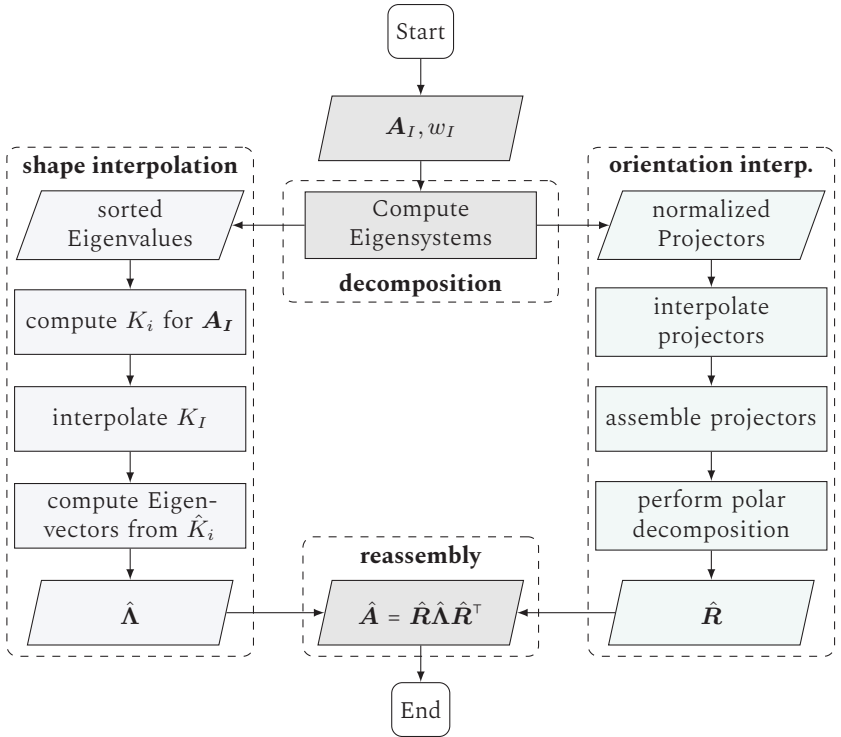 Start
𝑨_I, w_I
shape interpolation
sorted
Eigenvalues
compute K_i for 𝑨_𝑰
interpolate K_I
compute Eigen-
vectors from K̂_i
Λ̂
Compute
Eigensystems
decomposition
orientation interp.
normalized
Projectors
interpolate
projectors
assemble projectors
perform polar
decomposition
R̂
reassembly
Â = R̂Λ̂R̂ᵀ
End